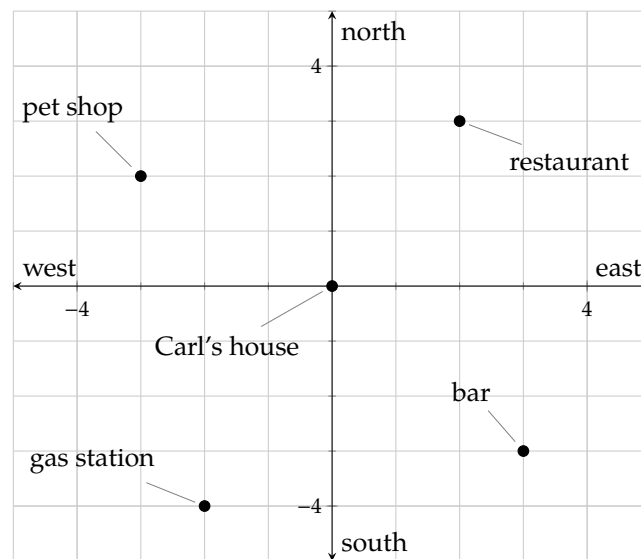 north
4
pet shop
restaurant
west
east
−4
4
Carl's house
bar
gas station
−4
south